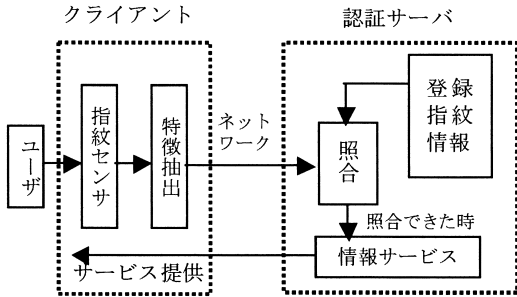 クライアント
認証サーバ
ユーザ
指紋センサ
特徴抽出
ネット
ワーク
照合
登録
指紋
情報
照合できた時
情報サービス
サービス提供